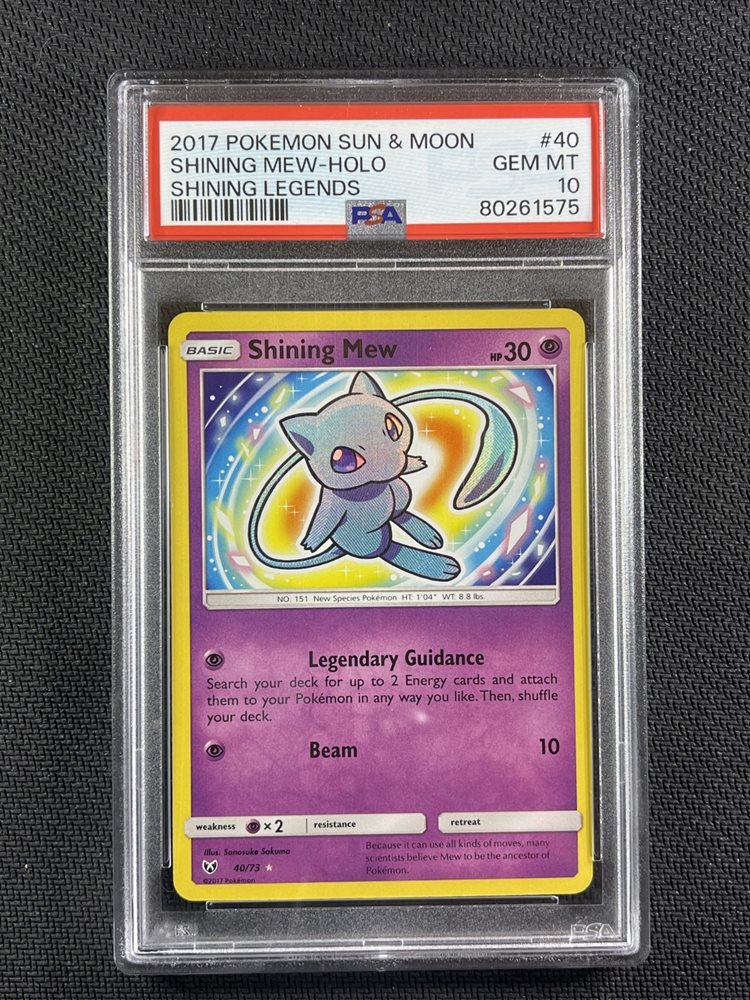 2017 POKEMON SUN & MOON #40
SHINING MEW-HOLO GEM MT
SHINING LEGENDS 10
PSA 80261575
BASIC Shining Mew HP30
NO. 151 New Species Pokémon HT: 1'04" WT: 8.8 lbs.
Legendary Guidance
Search your deck for up to 2 Energy cards and attach
them to your Pokémon in any way you like. Then, shuffle
your deck.
Beam 10
weakness ×2 resistance retreat
Illus. Sanosuke Sakuma
40/73
©2017 Pokémon
Because it can use all kinds of moves, many
scientists believe Mew to be the ancestor of
Pokémon.
PSA